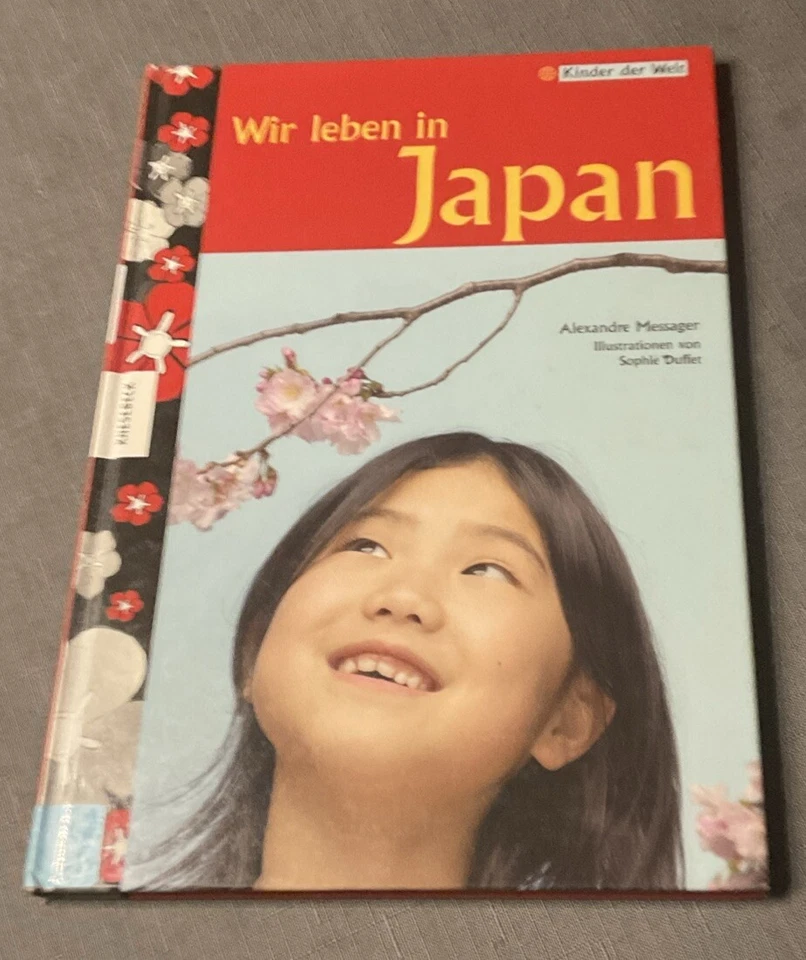 Kinder der Welt
Wir leben in
Japan
Alexandre Messager
Illustrationen von
Sophie Duffet
KNESEBECK